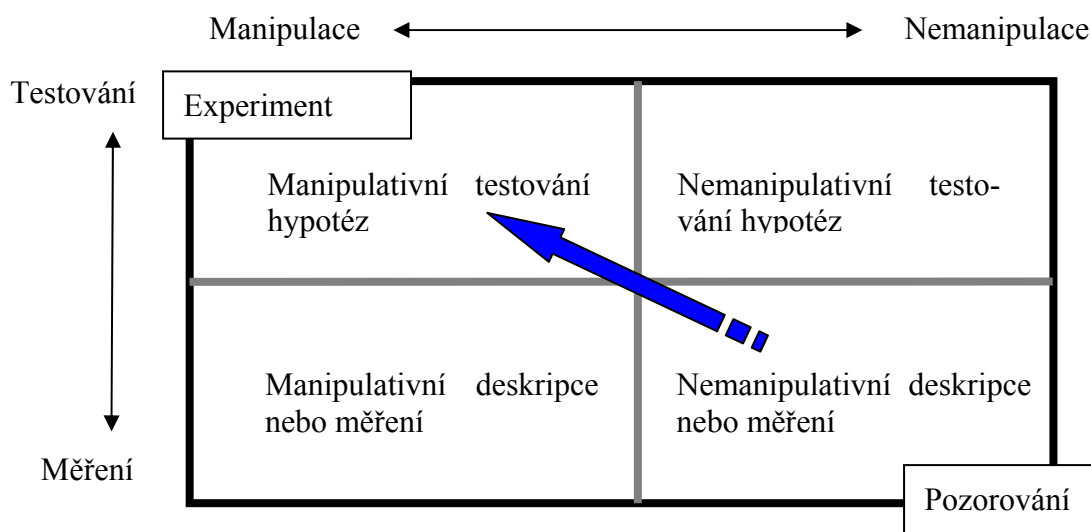 Manipulace Nemanipulace
Testování
Experiment
Manipulativní testování
hypotéz
Nemanipulativní testo-
vání hypotéz
Manipulativní deskripce
nebo měření
Nemanipulativní deskripce
nebo měření
Měření
Pozorování